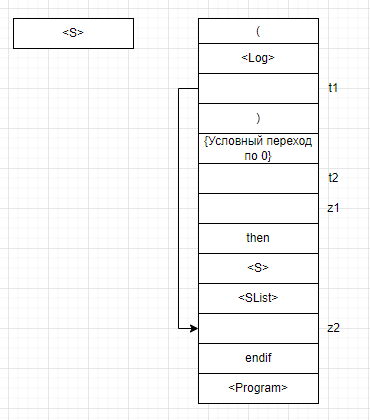 <S>
(
<Log>
t1
)
{Условный переход
по 0}
t2
z1
then
<S>
<SList>
z2
endif
<Program>